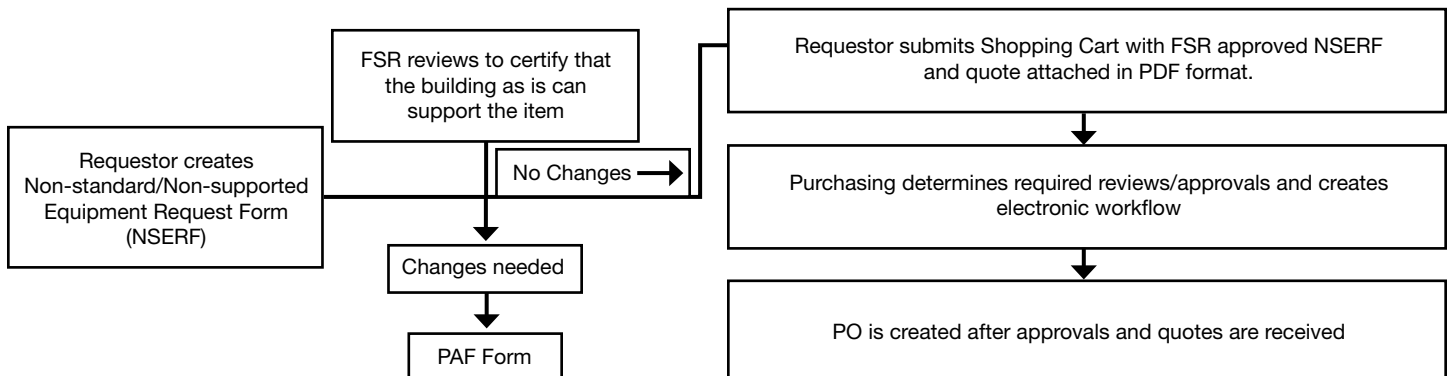 Requestor creates
Non-standard/Non-supported
Equipment Request Form
(NSERF)
FSR reviews to certify that
the building as is can
support the item
No Changes
Changes needed
PAF Form
Requestor submits Shopping Cart with FSR approved NSERF
and quote attached in PDF format.
Purchasing determines required reviews/approvals and creates
electronic workflow
PO is created after approvals and quotes are received